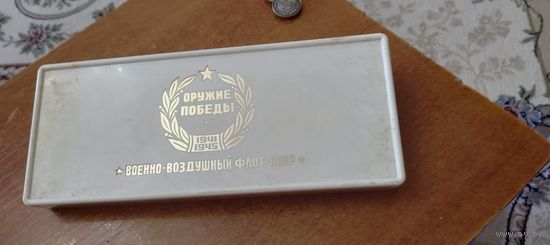 ОРУЖИЕ
ПОБЕДЫ
1941
1945
★ ВОЕННО-ВОЗДУШНЫЙ ФЛОТ ★